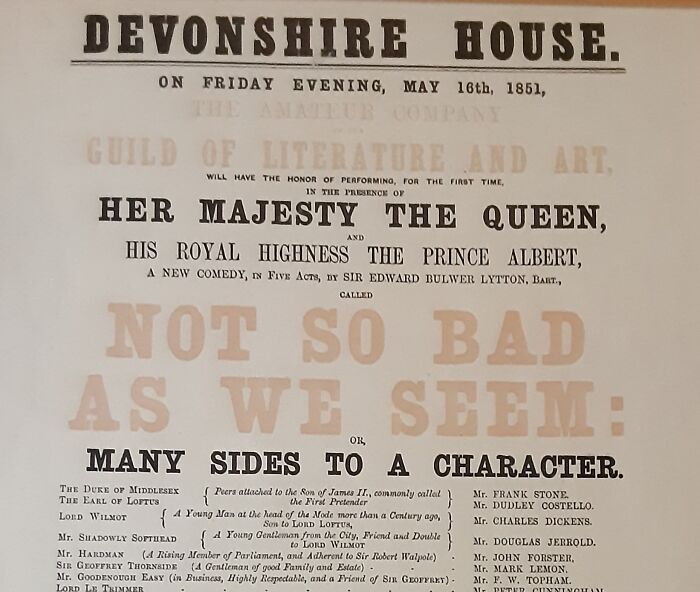 DEVONSHIRE HOUSE.
ON FRIDAY EVENING, MAY 16th, 1851,
THE AMATEUR COMPANY
GUILD OF LITERATURE AND ART,
WILL HAVE THE HONOR OF PERFORMING, FOR THE FIRST TIME,
IN THE PRESENCE OF
HER MAJESTY THE QUEEN,
AND
HIS ROYAL HIGHNESS THE PRINCE ALBERT,
A NEW COMEDY, IN FIVE ACTS, BY SIR EDWARD BULWER LYTTON, BART.,
CALLED
NOT SO BAD
AS WE SEEM:
OR,
MANY SIDES TO A CHARACTER.
THE DUKE OF MIDDLESEX { Peers attached to the Son of James II., commonly called } Mr. FRANK STONE.
THE EARL OF LOFTUS the First Pretender Mr. DUDLEY COSTELLO.
LORD WILMOT { A Young Man at the head of the Mode more than a Century ago, Son to LORD LOFTUS, } Mr. CHARLES DICKENS.
Mr. SHADOWLY SOFTHEAD { A Young Gentleman from the City, Friend and Double to LORD WILMOT } Mr. DOUGLAS JERROLD.
Mr. HARDMAN (A Rising Member of Parliament, and Adherent to Sir Robert Walpole) - Mr. JOHN FORSTER,
SIR GEOFFREY THORNSIDE (A Gentleman of good Family and Estate) - - - Mr. MARK LEMON.
Mr. GOODENOUGH EASY (in Business, Highly Respectable, and a Friend of SIR GEOFFREY) - Mr. F. W. TOPHAM.
LORD LE TRIMMER - - - - - - - Mr. PETER CUNNINGHAM